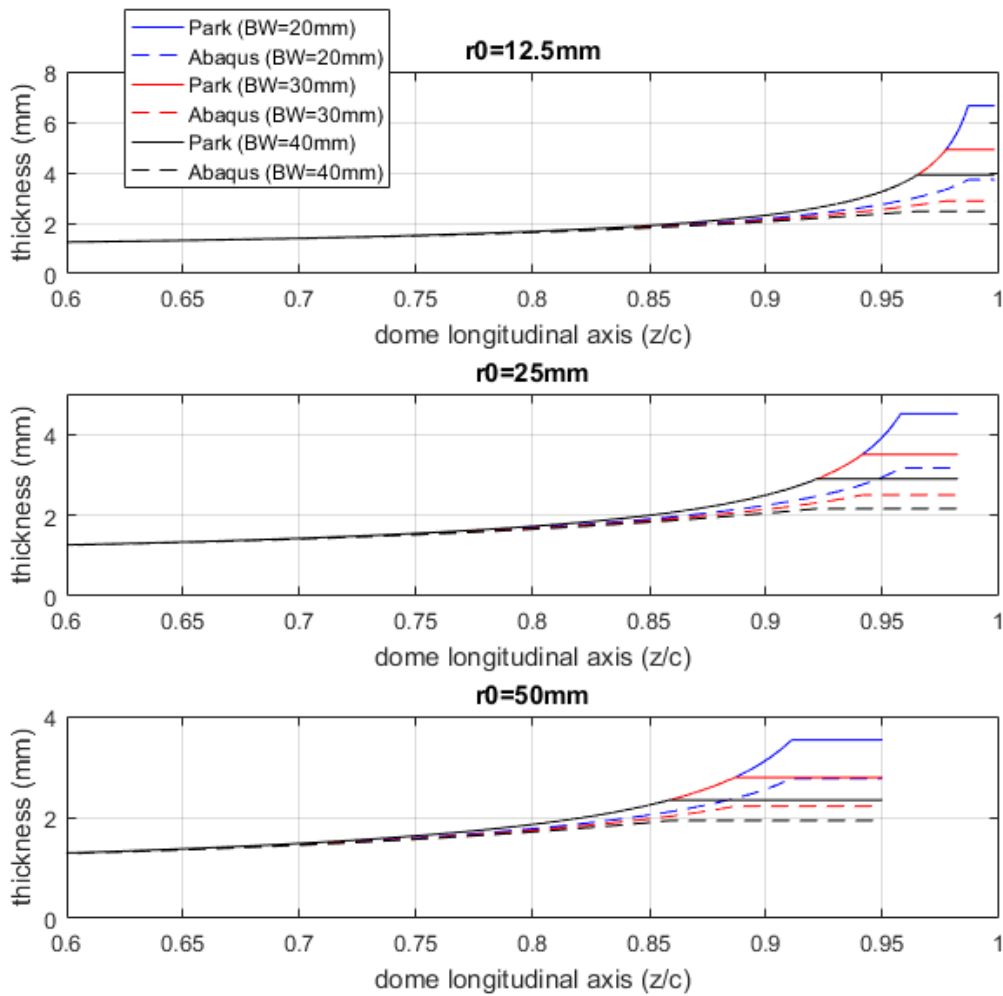 Park (BW=20mm)
Abaqus (BW=20mm)
Park (BW=30mm)
Abaqus (BW=30mm)
Park (BW=40mm)
Abaqus (BW=40mm)
r0=12.5mm
thickness (mm)
8
6
4
2
0
0.6 0.65 0.7 0.75 0.8 0.85 0.9 0.95 1
dome longitudinal axis (z/c)
r0=25mm
thickness (mm)
4
2
0
0.6 0.65 0.7 0.75 0.8 0.85 0.9 0.95 1
dome longitudinal axis (z/c)
r0=50mm
thickness (mm)
4
2
0
0.6 0.65 0.7 0.75 0.8 0.85 0.9 0.95 1
dome longitudinal axis (z/c)